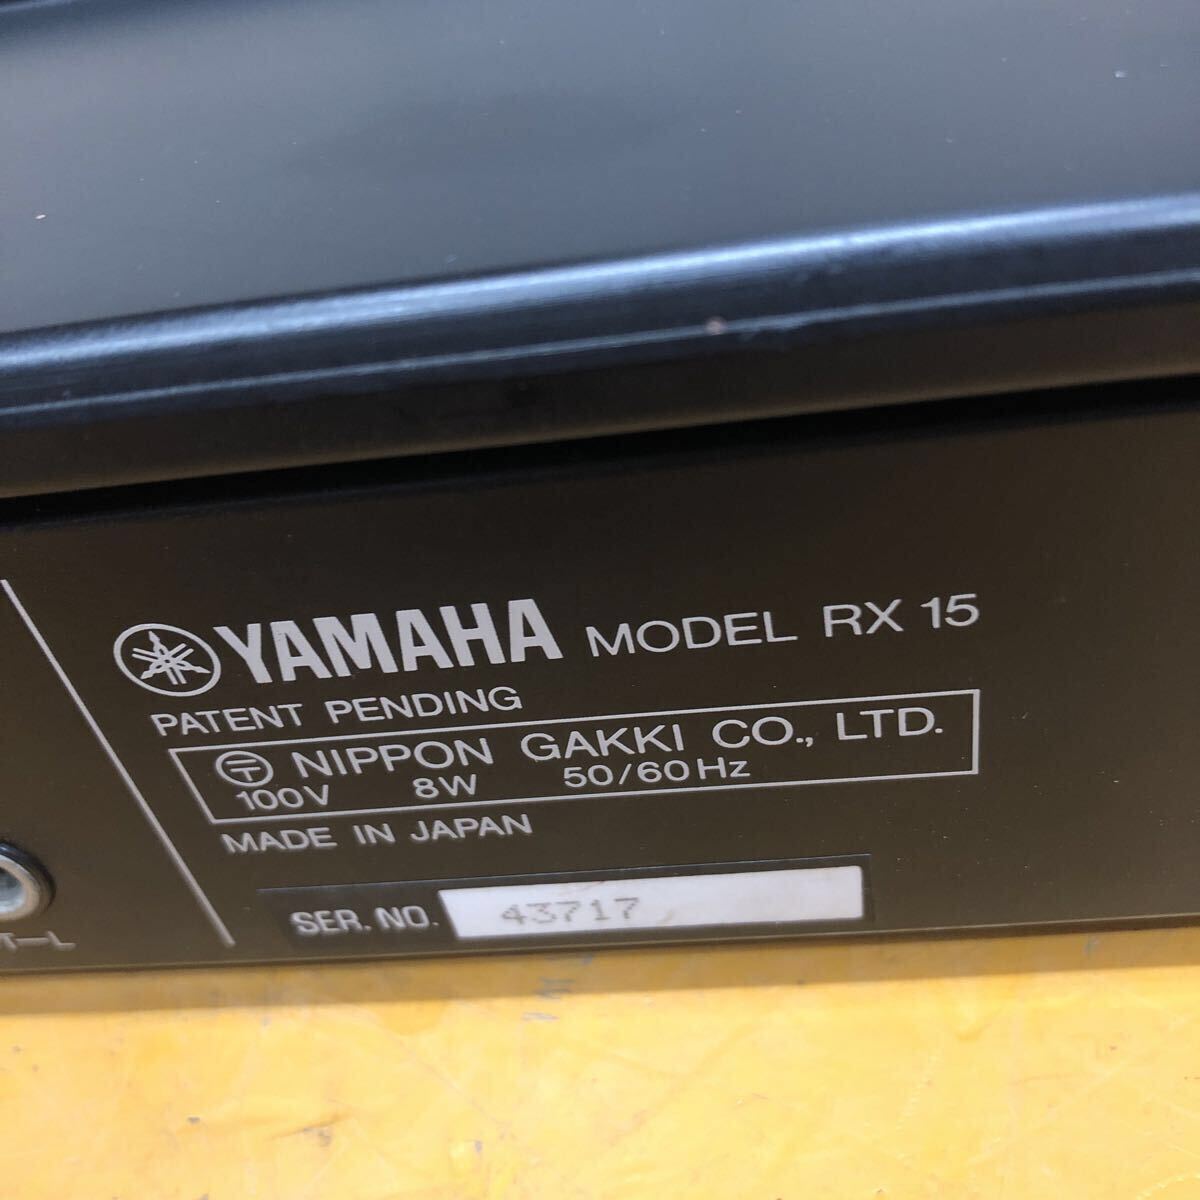 YAMAHA MODEL RX 15
PATENT PENDING
〒 NIPPON GAKKI CO., LTD.
100V 8W 50/60Hz
MADE IN JAPAN
SER. NO. 43717